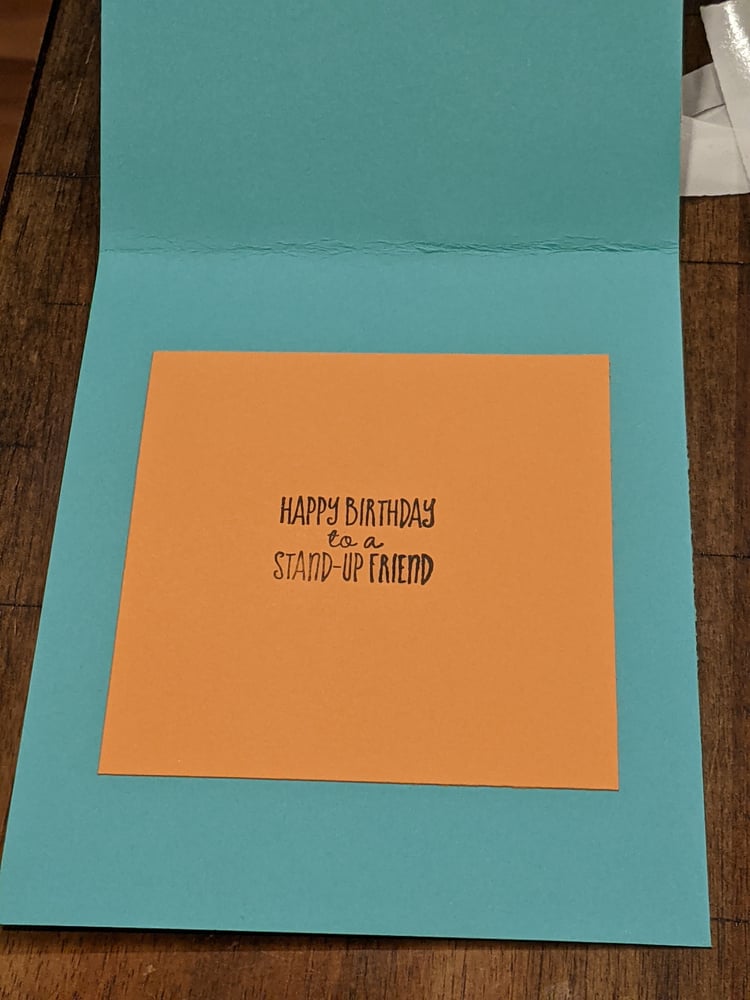 HAPPY BIRTHDAY
to a
STAND-UP FRIEND